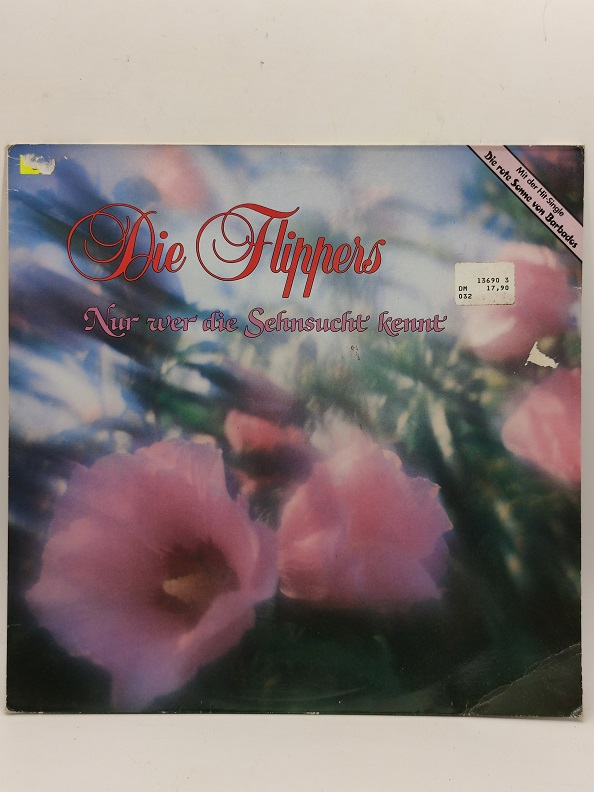 Mit der Hit-Single
Die rote Sonne von Barbados
Die Flippers
13690 3
DM 17,90
032
Nur wer die Sehnsucht kennt